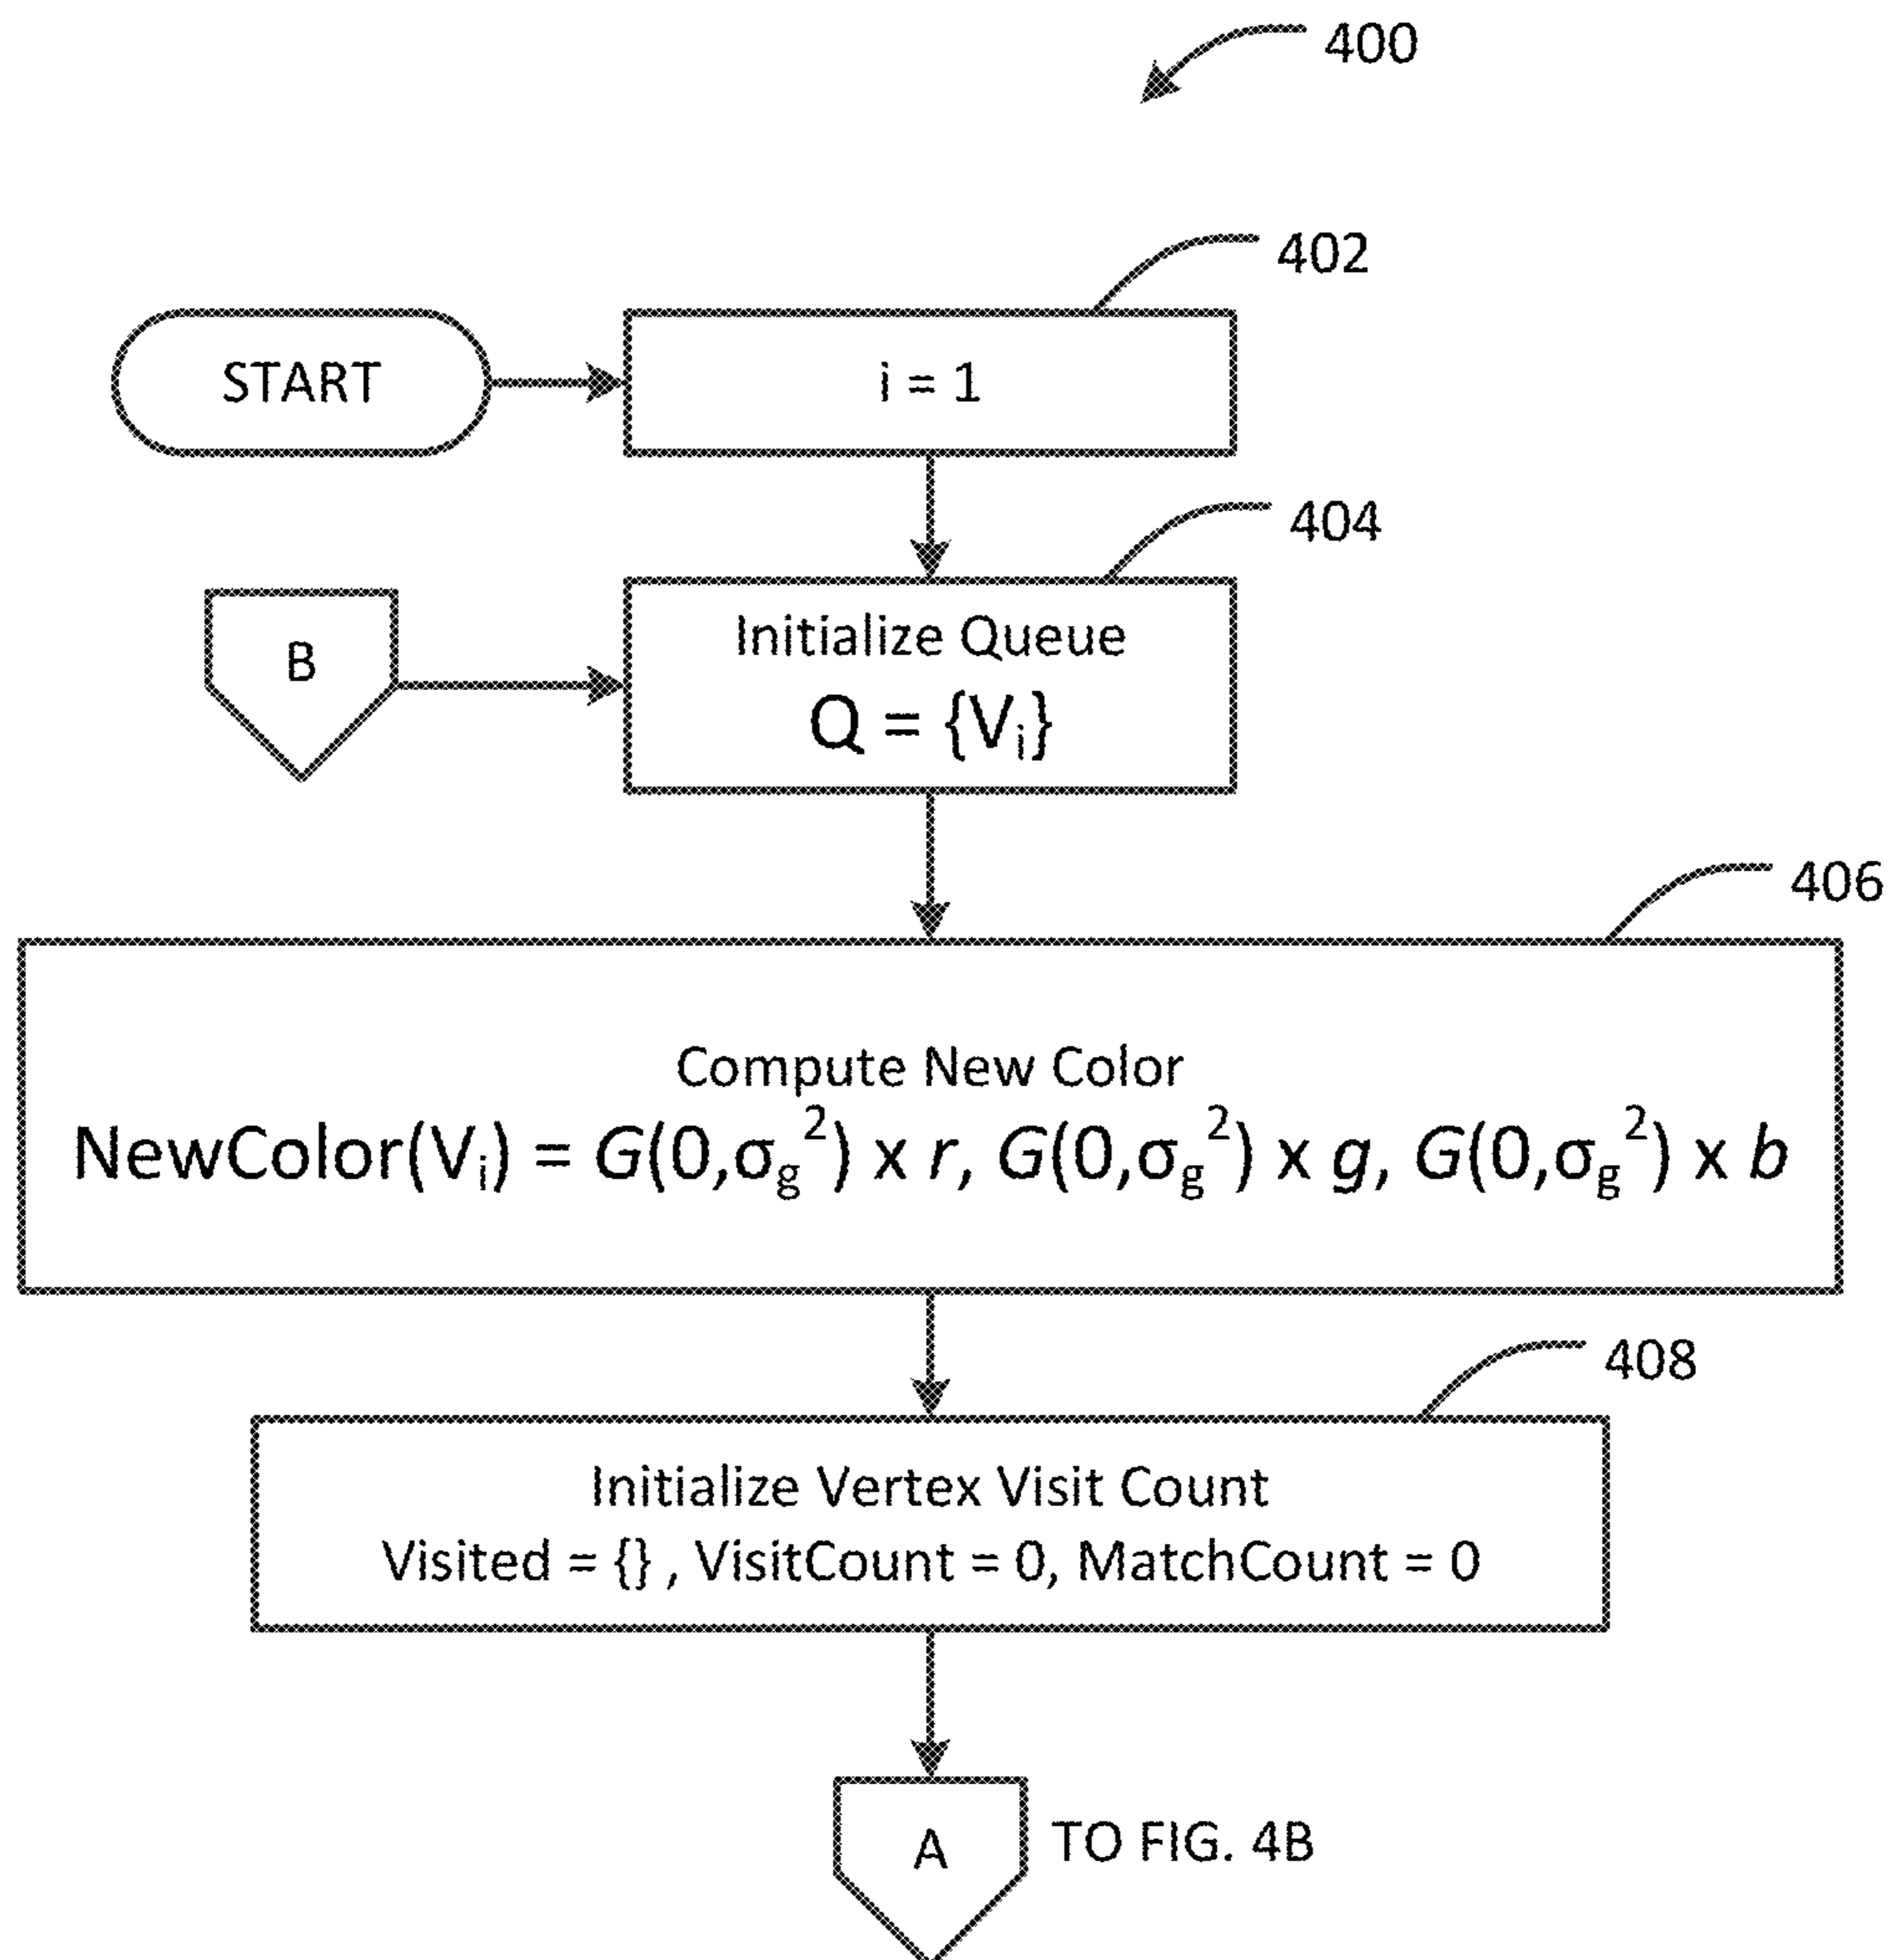 400
402
START
i = 1
404
B
Initialize Queue
Q = {Vᵢ}
406
Compute New Color
NewColor(Vᵢ) = G(0,σg²) x r, G(0,σg²) x g, G(0,σg²) x b
408
Initialize Vertex Visit Count
Visited = {} , VisitCount = 0, MatchCount = 0
A
TO FIG. 4B